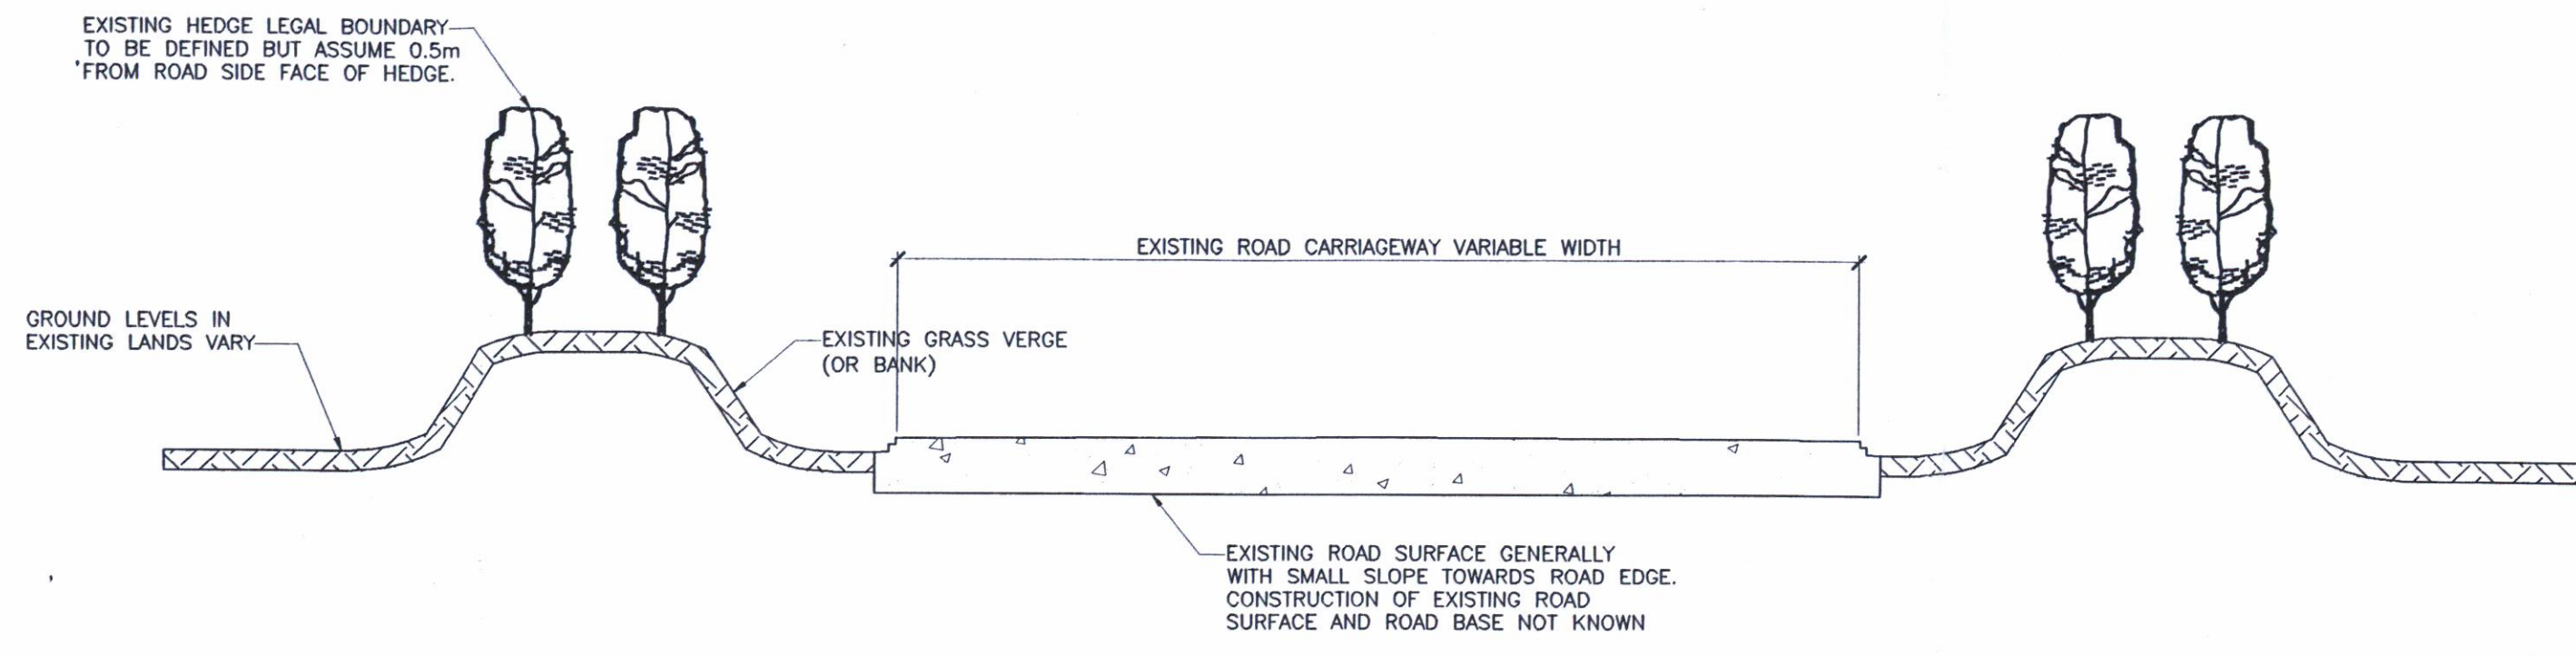 EXISTING HEDGE LEGAL BOUNDARY
TO BE DEFINED BUT ASSUME 0.5m
FROM ROAD SIDE FACE OF HEDGE.
EXISTING ROAD CARRIAGEWAY VARIABLE WIDTH
GROUND LEVELS IN
EXISTING LANDS VARY
EXISTING GRASS VERGE
(OR BANK)
EXISTING ROAD SURFACE GENERALLY
WITH SMALL SLOPE TOWARDS ROAD EDGE.
CONSTRUCTION OF EXISTING ROAD
SURFACE AND ROAD BASE NOT KNOWN